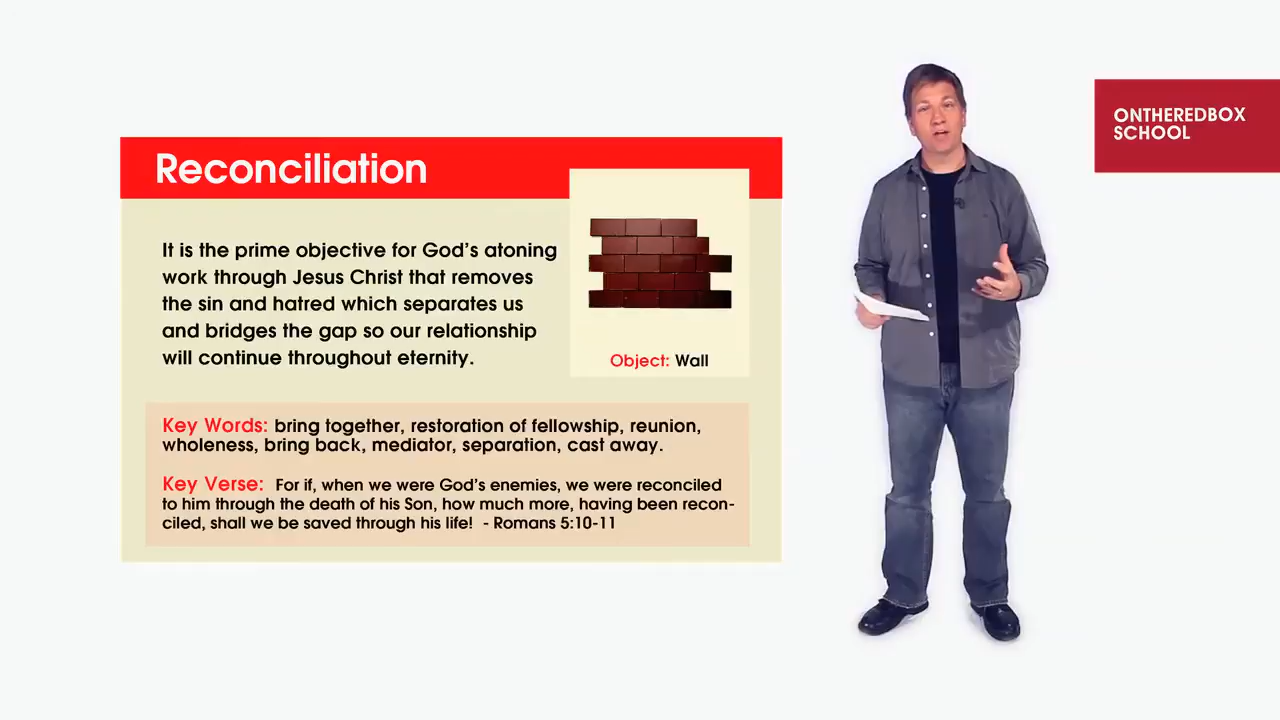 Reconciliation
It is the prime objective for God's atoning
work through Jesus Christ that removes
the sin and hatred which separates us
and bridges the gap so our relationship
will continue throughout eternity.
Object: Wall
Key Words: bring together, restoration of fellowship, reunion,
wholeness, bring back, mediator, separation, cast away.
Key Verse: For if, when we were God's enemies, we were reconciled
to him through the death of his Son, how much more, having been recon-
ciled, shall we be saved through his life! - Romans 5:10-11
ONTHEREDBOX
SCHOOL